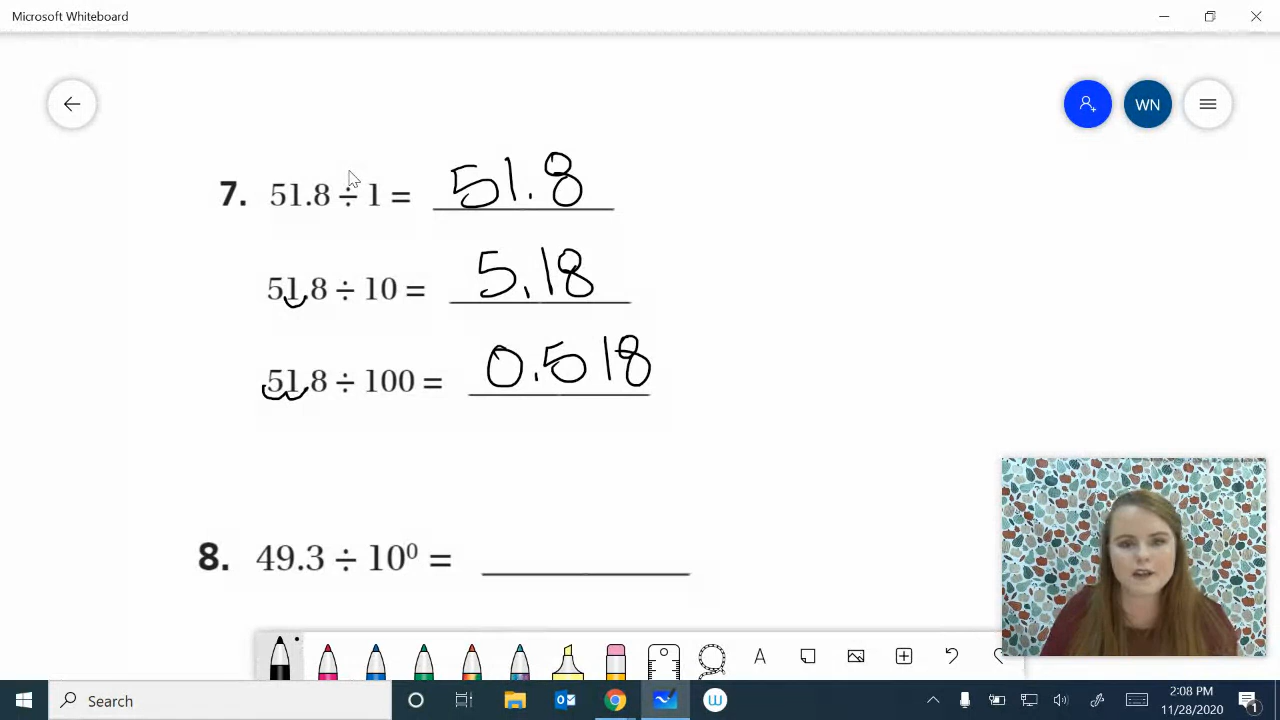 Microsoft Whiteboard
WN
7. 51.8 ÷ 1 = 51.8
51.8 ÷ 10 = 5.18
51.8 ÷ 100 = 0.518
8. 49.3 ÷ 10⁰ =
A
Search
W
2:08 PM
11/28/2020
1